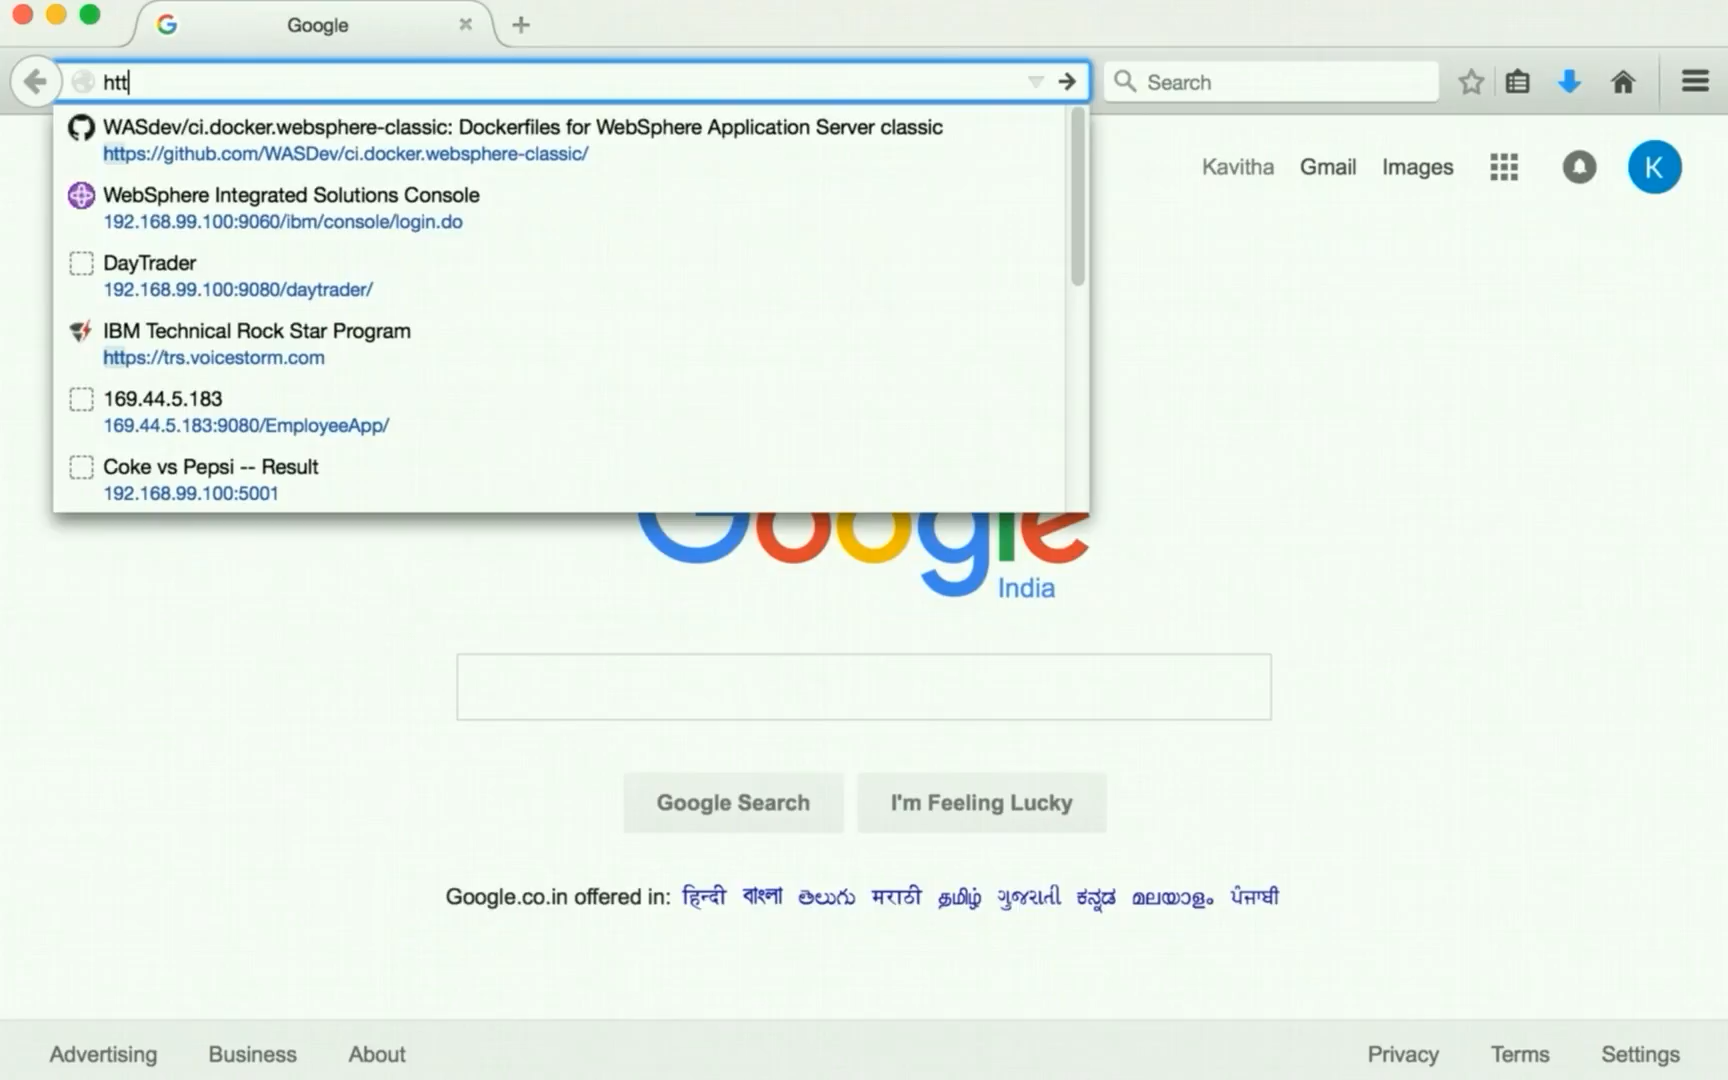 Google
htt
Search
WASdev/ci.docker.websphere-classic: Dockerfiles for WebSphere Application Server classic
https://github.com/WASDev/ci.docker.websphere-classic/
WebSphere Integrated Solutions Console
192.168.99.100:9060/ibm/console/login.do
DayTrader
192.168.99.100:9080/daytrader/
IBM Technical Rock Star Program
https://trs.voicestorm.com
169.44.5.183
169.44.5.183:9080/EmployeeApp/
Coke vs Pepsi -- Result
192.168.99.100:5001
Kavitha Gmail Images K
Google
India
Google Search I'm Feeling Lucky
Google.co.in offered in: हिन्दी বাংলা తెలుగు मराठी தமிழ் ગુજરાતી ಕನ್ನಡ മലയാളം ਪੰਜਾਬੀ
Advertising Business About Privacy Terms Settings